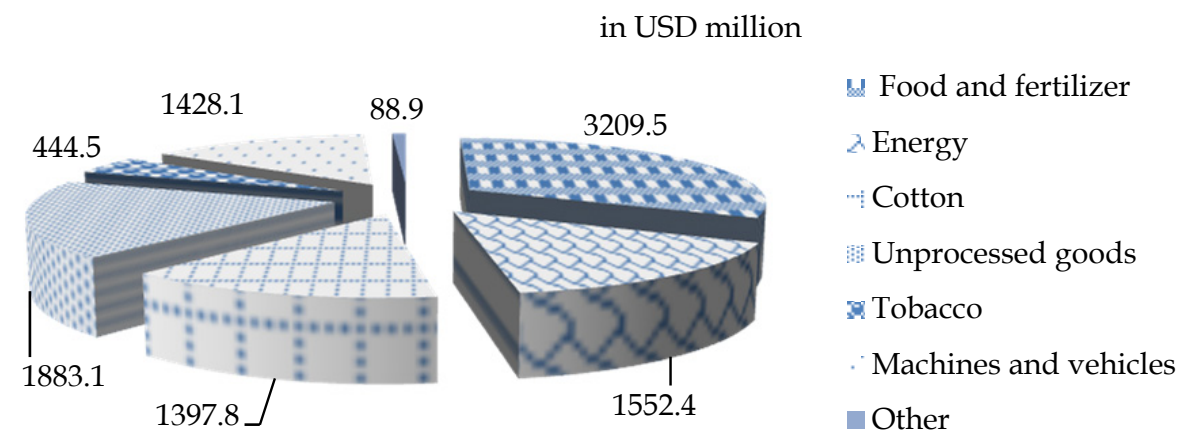 in USD million
1428.1
88.9
3209.5
444.5
1883.1
1397.8
1552.4
Food and fertilizer
Energy
Cotton
Unprocessed goods
Tobacco
Machines and vehicles
Other